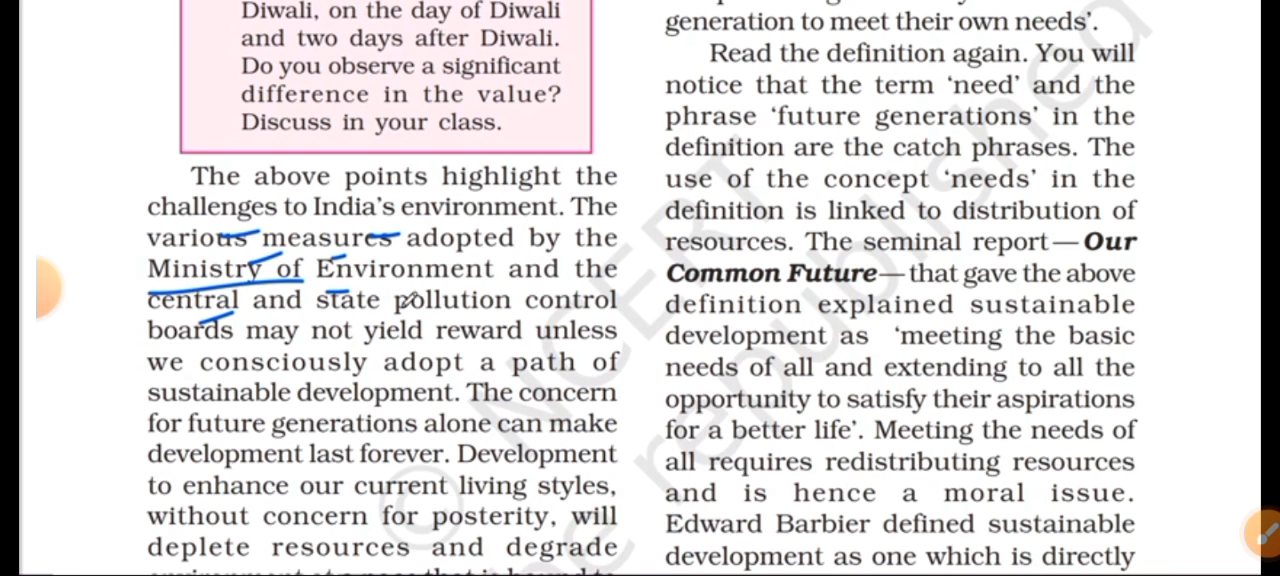 Diwali, on the day of Diwali
and two days after Diwali.
Do you observe a significant
difference in the value?
Discuss in your class.
The above points highlight the
challenges to India's environment. The
various measures adopted by the
Ministry of Environment and the
central and state pollution control
boards may not yield reward unless
we consciously adopt a path of
sustainable development. The concern
for future generations alone can make
development last forever. Development
to enhance our current living styles,
without concern for posterity, will
deplete resources and degrade
generation to meet their own needs'.
Read the definition again. You will
notice that the term 'need' and the
phrase 'future generations' in the
definition are the catch phrases. The
use of the concept 'needs' in the
definition is linked to distribution of
resources. The seminal report—Our
Common Future—that gave the above
definition explained sustainable
development as 'meeting the basic
needs of all and extending to all the
opportunity to satisfy their aspirations
for a better life'. Meeting the needs of
all requires redistributing resources
and is hence a moral issue.
Edward Barbier defined sustainable
development as one which is directly
© NCERT
be republished